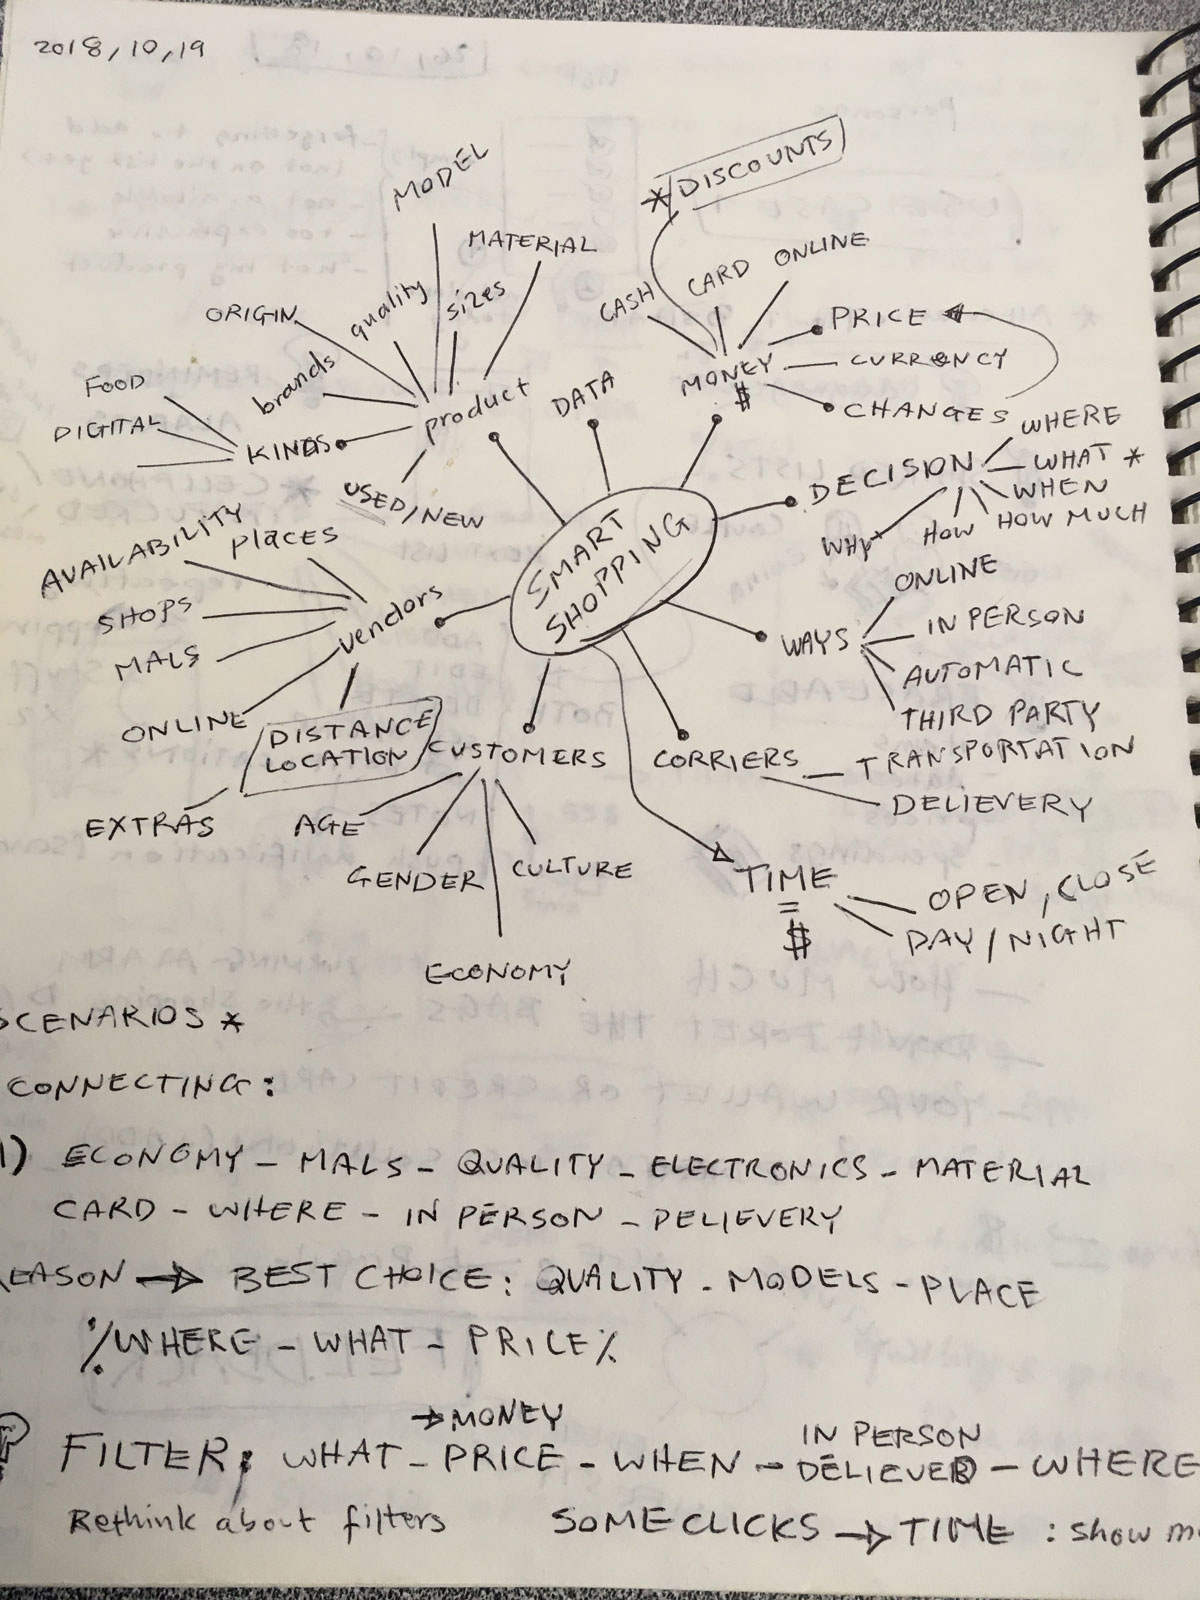 2018,10,19
*DISCOUNTS
MODEL
MATERIAL
ORIGIN
quality
sizes
brands
FOOD
DIGITAL
KINDS
product
USED/NEW
DATA
CASH
CARD
ONLINE
PRICE
MONEY
$
CURRENCY
CHANGES
DECISION
WHERE
WHAT *
WHEN
HOW MUCH
HOW
WHY
SMART
SHOPPING
AVAILABILITY
places
SHOPS
MALS
vendors
ONLINE
DISTANCE
LOCATION
EXTRAS
WAYS
ONLINE
IN PERSON
AUTOMATIC
THIRD PARTY
CUSTOMERS
AGE
GENDER
CULTURE
ECONOMY
CORRIERS
TRANSPORTATION
DELIEVERY
TIME
=
$
OPEN, CLOSE
DAY/NIGHT
SCENARIOS *
CONNECTING:
1) ECONOMY - MALS - QUALITY - ELECTRONICS - MATERIAL
CARD - WHERE - IN PERSON - DELIEVERY
REASON → BEST CHOICE: QUALITY - MODELS - PLACE
% WHERE - WHAT - PRICE %
→ MONEY
IN PERSON
FILTER: WHAT - PRICE - WHEN - DELIEVER - WHERE
Rethink about filters SOME CLICKS → TIME : show